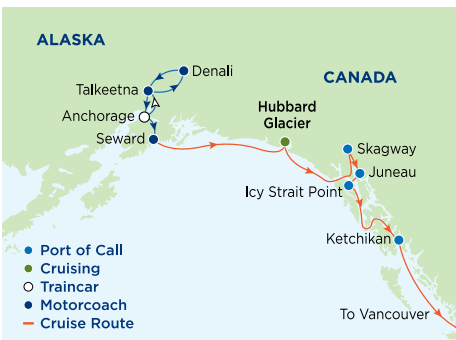 ALASKA
Denali
CANADA
Talkeetna
Hubbard
Glacier
Anchorage
Seward
Skagway
Juneau
Icy Strait Point
Ketchikan
Port of Call
Cruising
Traincar
Motorcoach
Cruise Route
To Vancouver